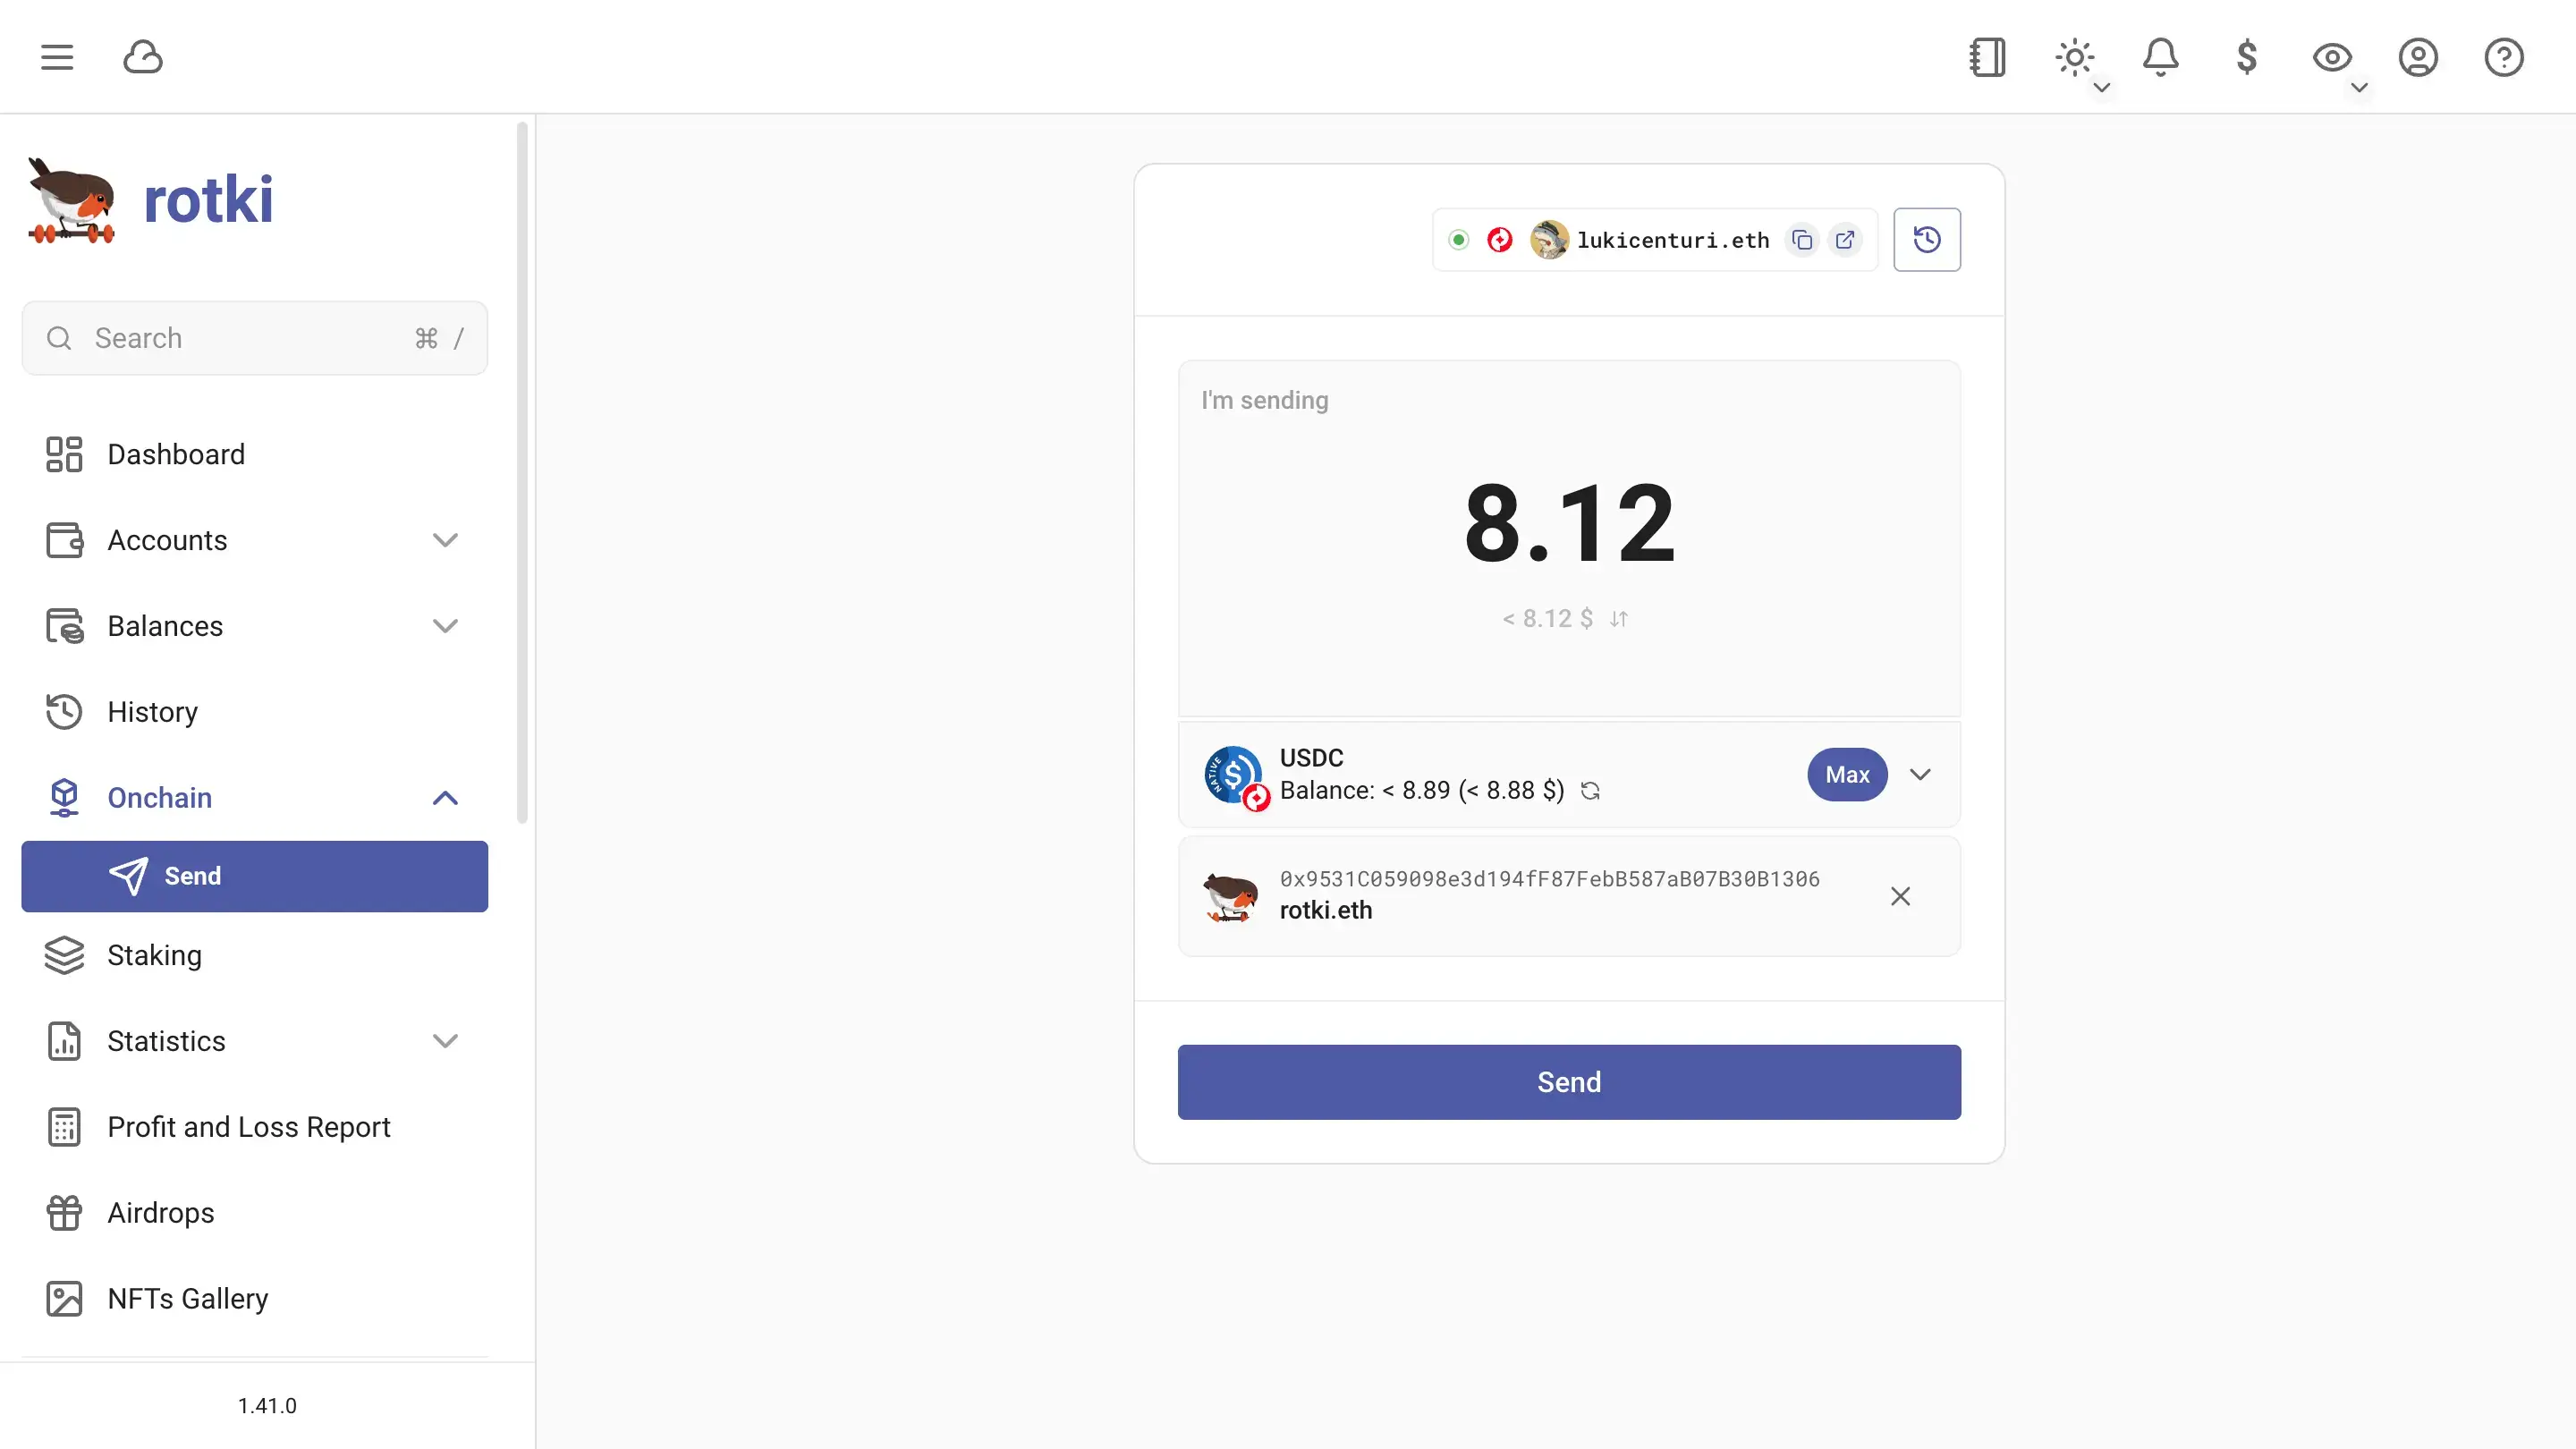 rotki
Search ⌘ /
Dashboard
Accounts
Balances
History
Onchain
Send
Staking
Statistics
Profit and Loss Report
Airdrops
NFTs Gallery
1.41.0
lukicenturi.eth
I'm sending
8.12
< 8.12 $
NATIVE
USDC
Balance: < 8.89 (< 8.88 $)
Max
0x9531C059098e3d194fF87FebB587aB07B30B1306
rotki.eth
Send